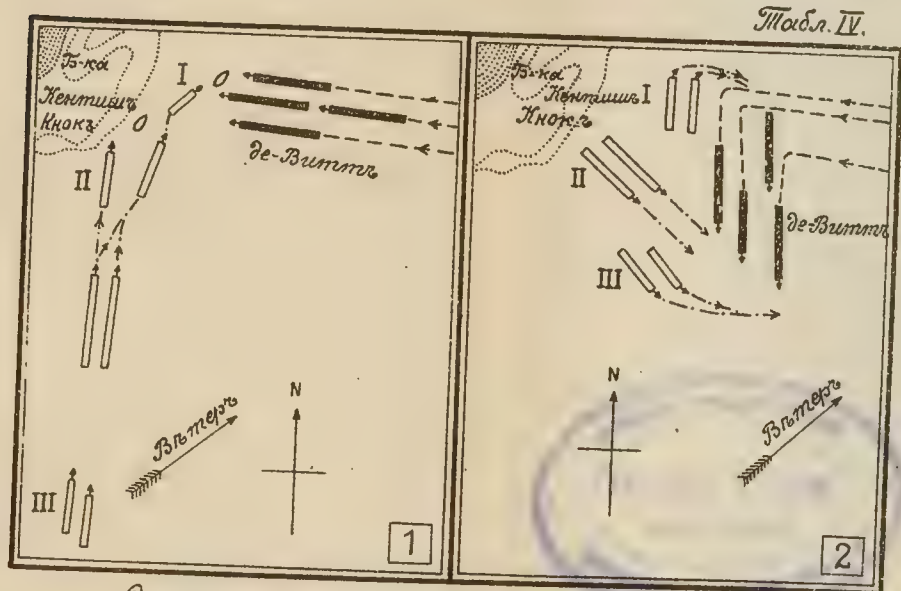 Табл. IV.
Б-ка
Кентишъ
Кнокъ
I
II
де-Виттъ
III
Вѣтеръ
N
1
Б-ка
Кентишъ
Кнокъ
I
II
III
де-Виттъ
N
Вѣтеръ
2